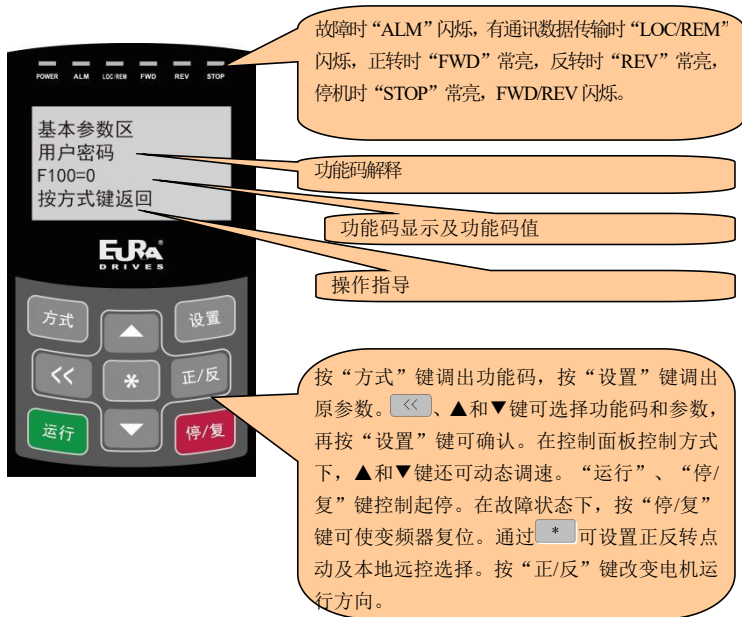 故障时“ALM”闪烁，有通讯数据传输时“LOC/REM”
闪烁，正转时“FWD”常亮，反转时“REV”常亮，
停机时“STOP”常亮，FWD/REV 闪烁。
POWER ALM LOC/REM FWD REV STOP
基本参数区
用户密码
F100=0
按方式键返回
功能码解释
功能码显示及功能码值
操作指导
EURA
DRIVES
方式
设置
<<
*
正/反
运行
停/复
按“方式”键调出功能码，按“设置”键调出
原参数。<<、▲和▼键可选择功能码和参数，
再按“设置”键可确认。在控制面板控制方式
下，▲和▼键还可动态调速。“运行”、“停/
复”键控制起停。在故障状态下，按“停/复”
键可使变频器复位。通过 * 可设置正反转点
动及本地远控选择。按“正/反”键改变电机运
行方向。